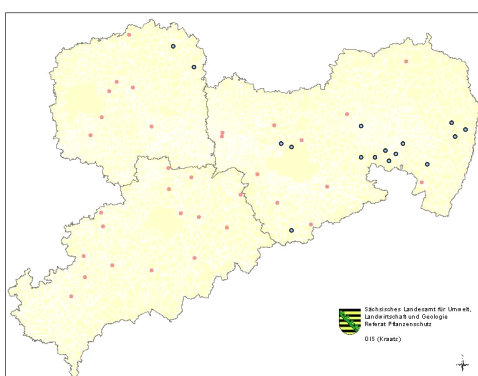 Sächsisches Landesamt für Umwelt,
Landwirtschaft und Geologie
Referat Pflanzenschutz
GIS (Kraatz)